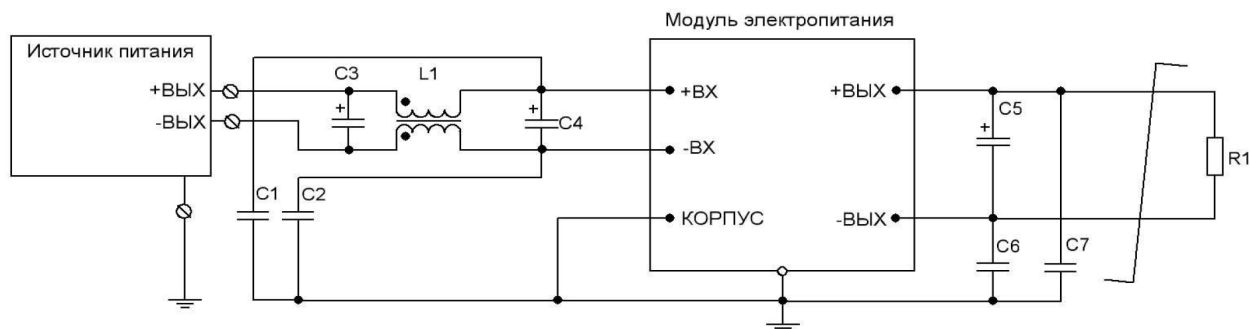 Модуль электропитания
Источник питания
+ВЫХ
-ВЫХ
C3
L1
+
+
C4
C1
C2
+ВХ
-ВХ
КОРПУС
+ВЫХ
-ВЫХ
C5
+
C6
C7
R1